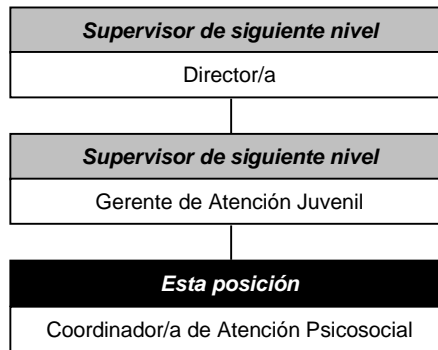 Supervisor de siguiente nivel
Director/a
Supervisor de siguiente nivel
Gerente de Atención Juvenil
Esta posición
Coordinador/a de Atención Psicosocial